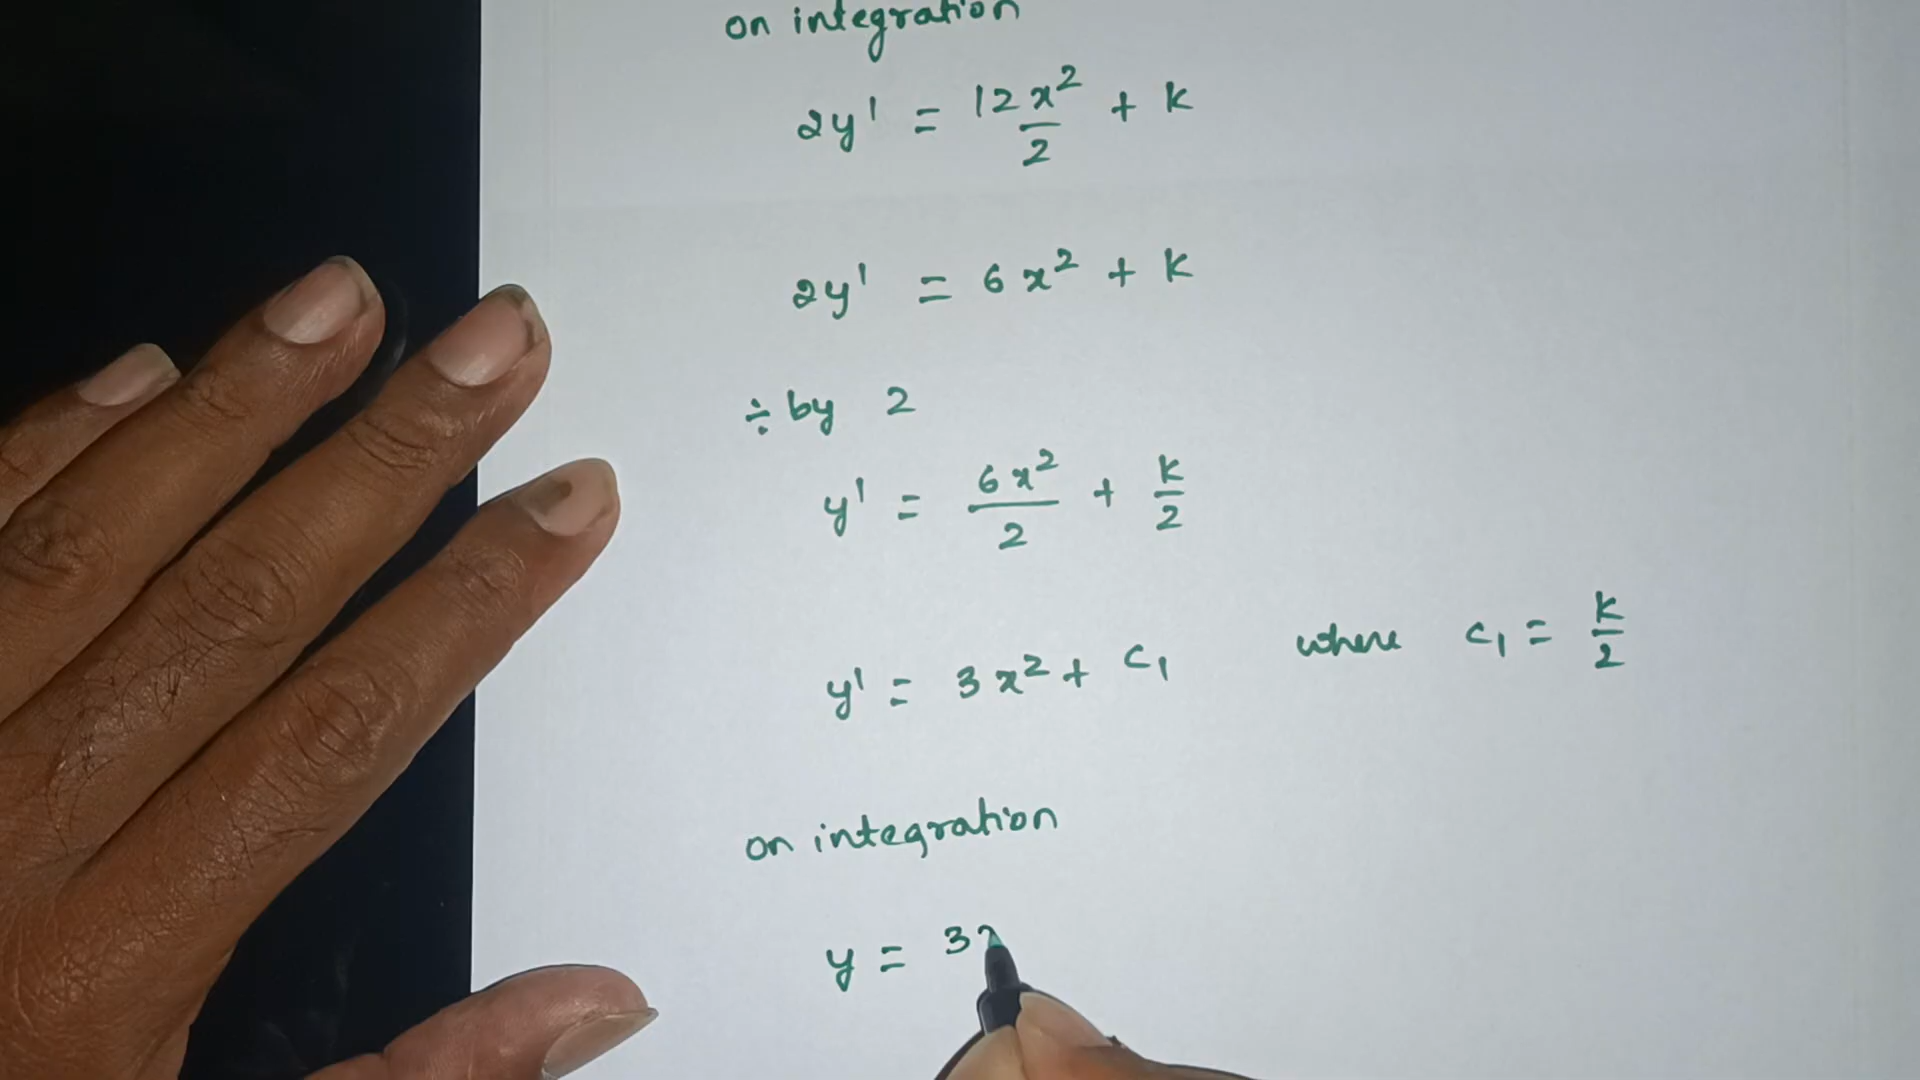 on integration
2y' = 12x²/2 + k
2y' = 6x² + k
÷ by 2
y' = 6x²/2 + k/2
y' = 3x² + c₁ where c₁ = k/2
on integration
y = 3